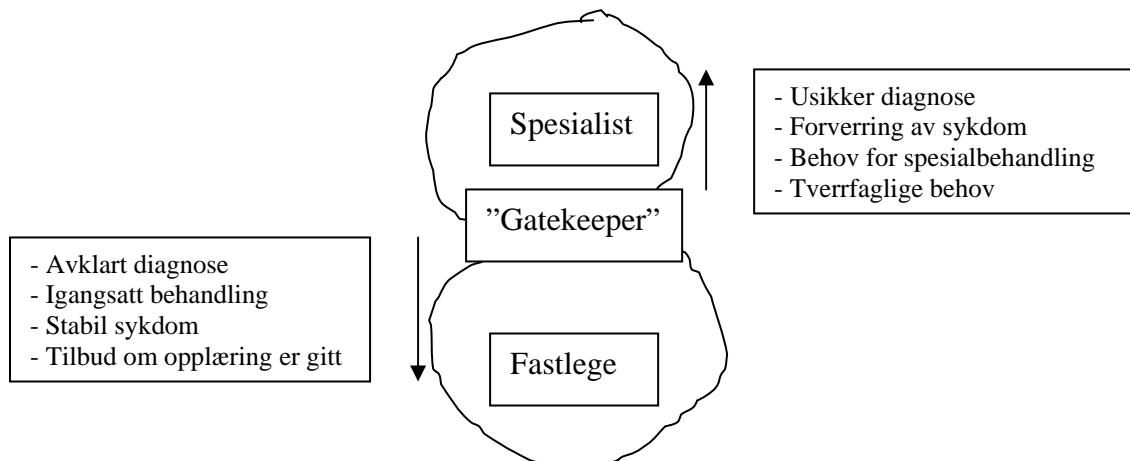 Spesialist
- Usikker diagnose
- Forverring av sykdom
- Behov for spesialbehandling
- Tverrfaglige behov
”Gatekeeper”
- Avklart diagnose
- Igangsatt behandling
- Stabil sykdom
- Tilbud om opplæring er gitt
Fastlege